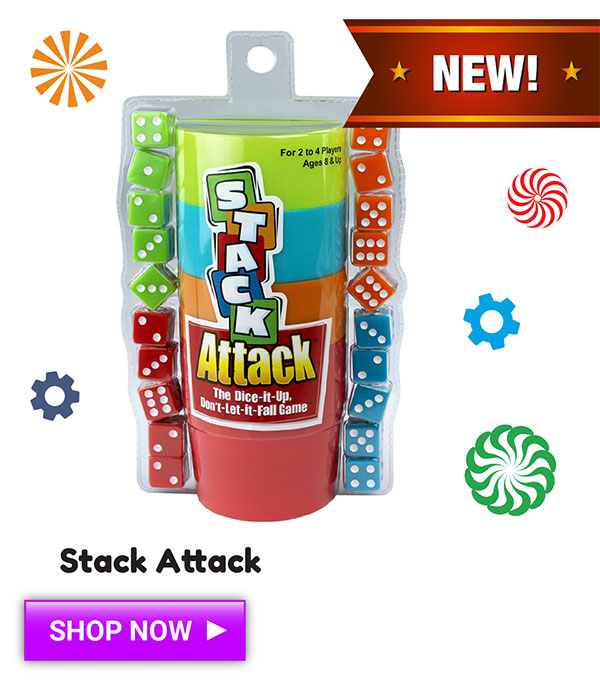 NEW!
For 2 to 4 Players
Ages 8 & Up
STACK
Attack
The Dice-it-Up,
Don't-Let-it-Fall Game
Stack Attack
SHOP NOW